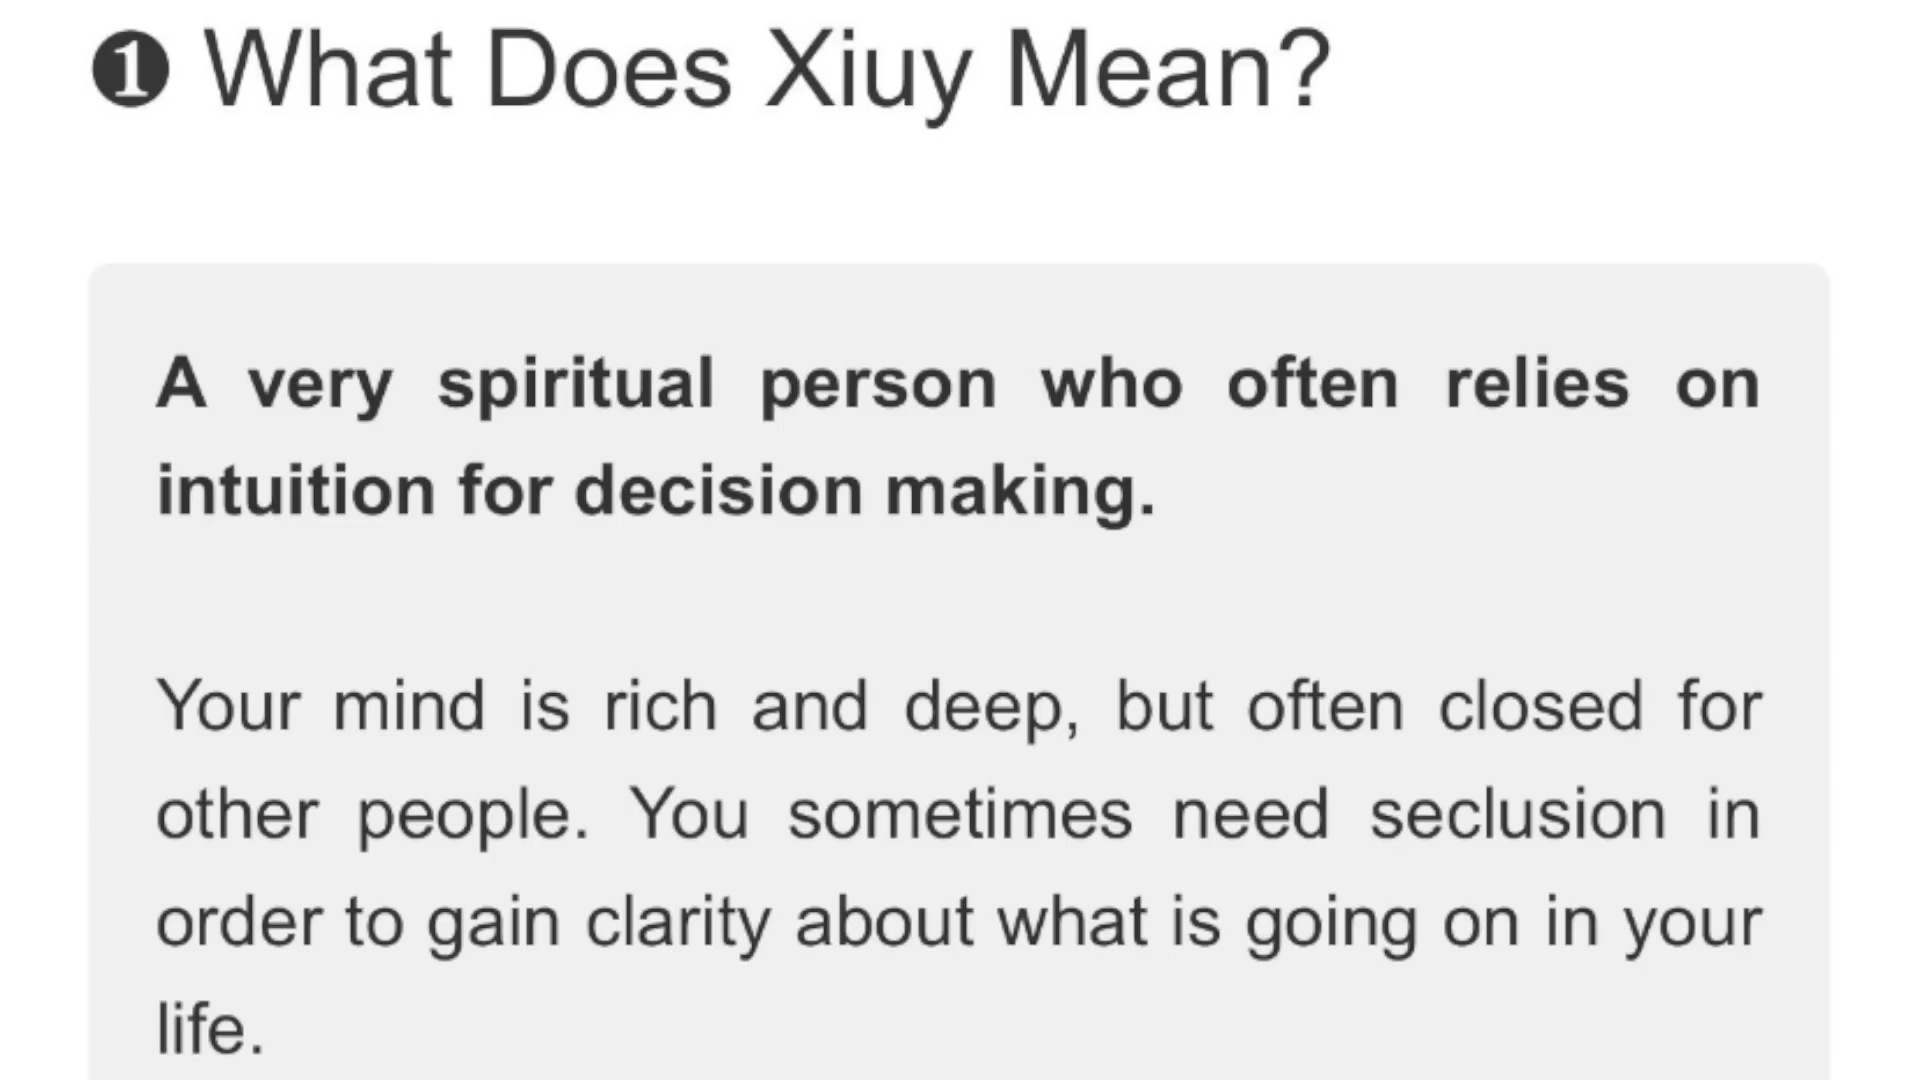 ❶ What Does Xiuy Mean?
A very spiritual person who often relies on
intuition for decision making.
Your mind is rich and deep, but often closed for
other people. You sometimes need seclusion in
order to gain clarity about what is going on in your
life.